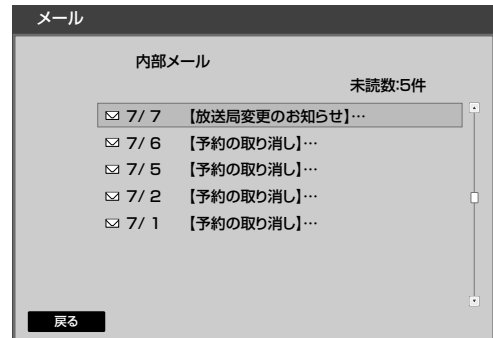 メール
内部メール
未読数:5件
7/ 7 【放送局変更のお知らせ】…
7/ 6 【予約の取り消し】…
7/ 5 【予約の取り消し】…
7/ 2 【予約の取り消し】…
7/ 1 【予約の取り消し】…
戻る